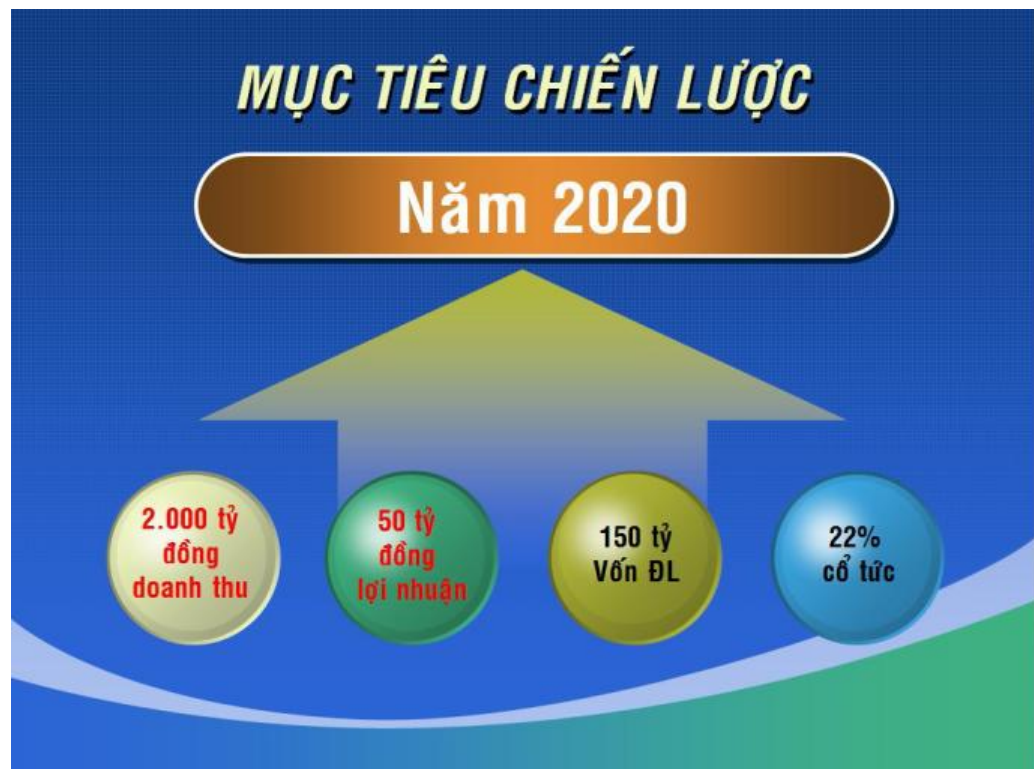 MỤC TIÊU CHIẾN LƯỢC
Năm 2020
2.000 tỷ
đồng
doanh thu
50 tỷ
đồng
lợi nhuận
150 tỷ
Vốn ĐL
22%
cổ tức